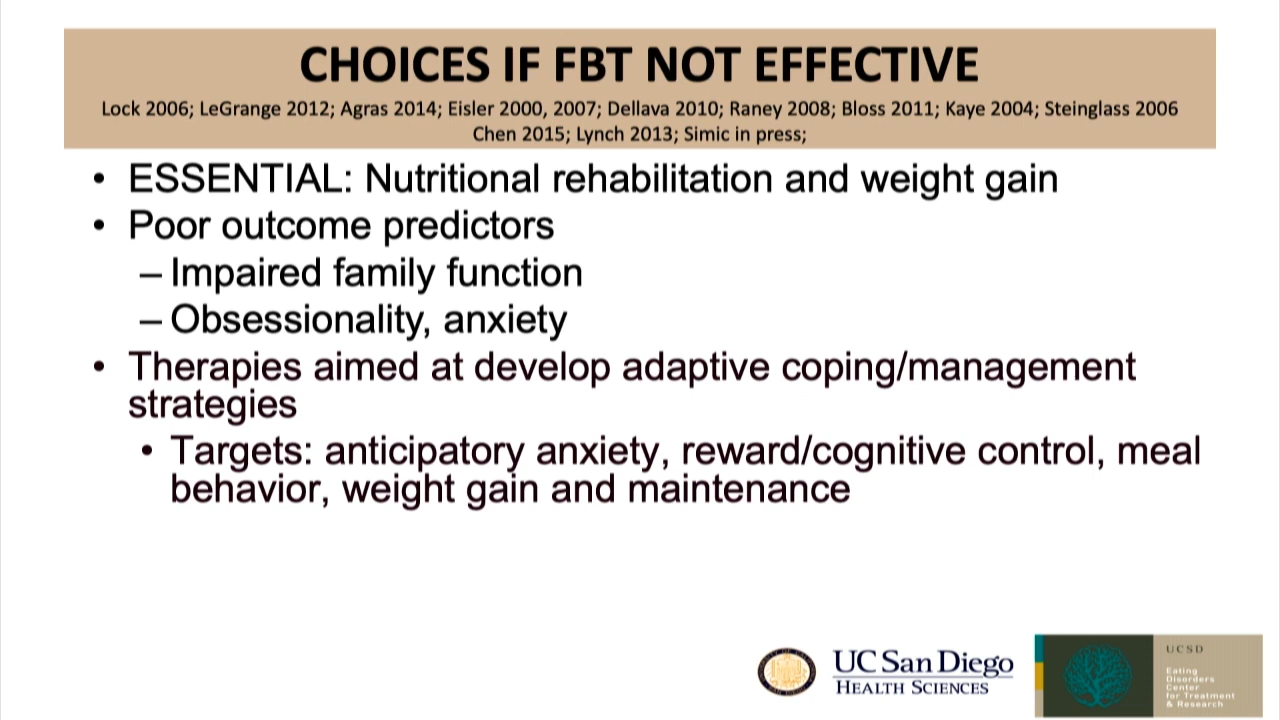 CHOICES IF FBT NOT EFFECTIVE
Lock 2006; LeGrange 2012; Agras 2014; Eisler 2000, 2007; Dellava 2010; Raney 2008; Bloss 2011; Kaye 2004; Steinglass 2006
Chen 2015; Lynch 2013; Simic in press;
• ESSENTIAL: Nutritional rehabilitation and weight gain
• Poor outcome predictors
– Impaired family function
– Obsessionality, anxiety
• Therapies aimed at develop adaptive coping/management
strategies
• Targets: anticipatory anxiety, reward/cognitive control, meal
behavior, weight gain and maintenance
UC San Diego
HEALTH SCIENCES
UCSD
Eating
Disorders
Center
for Treatment
& Research